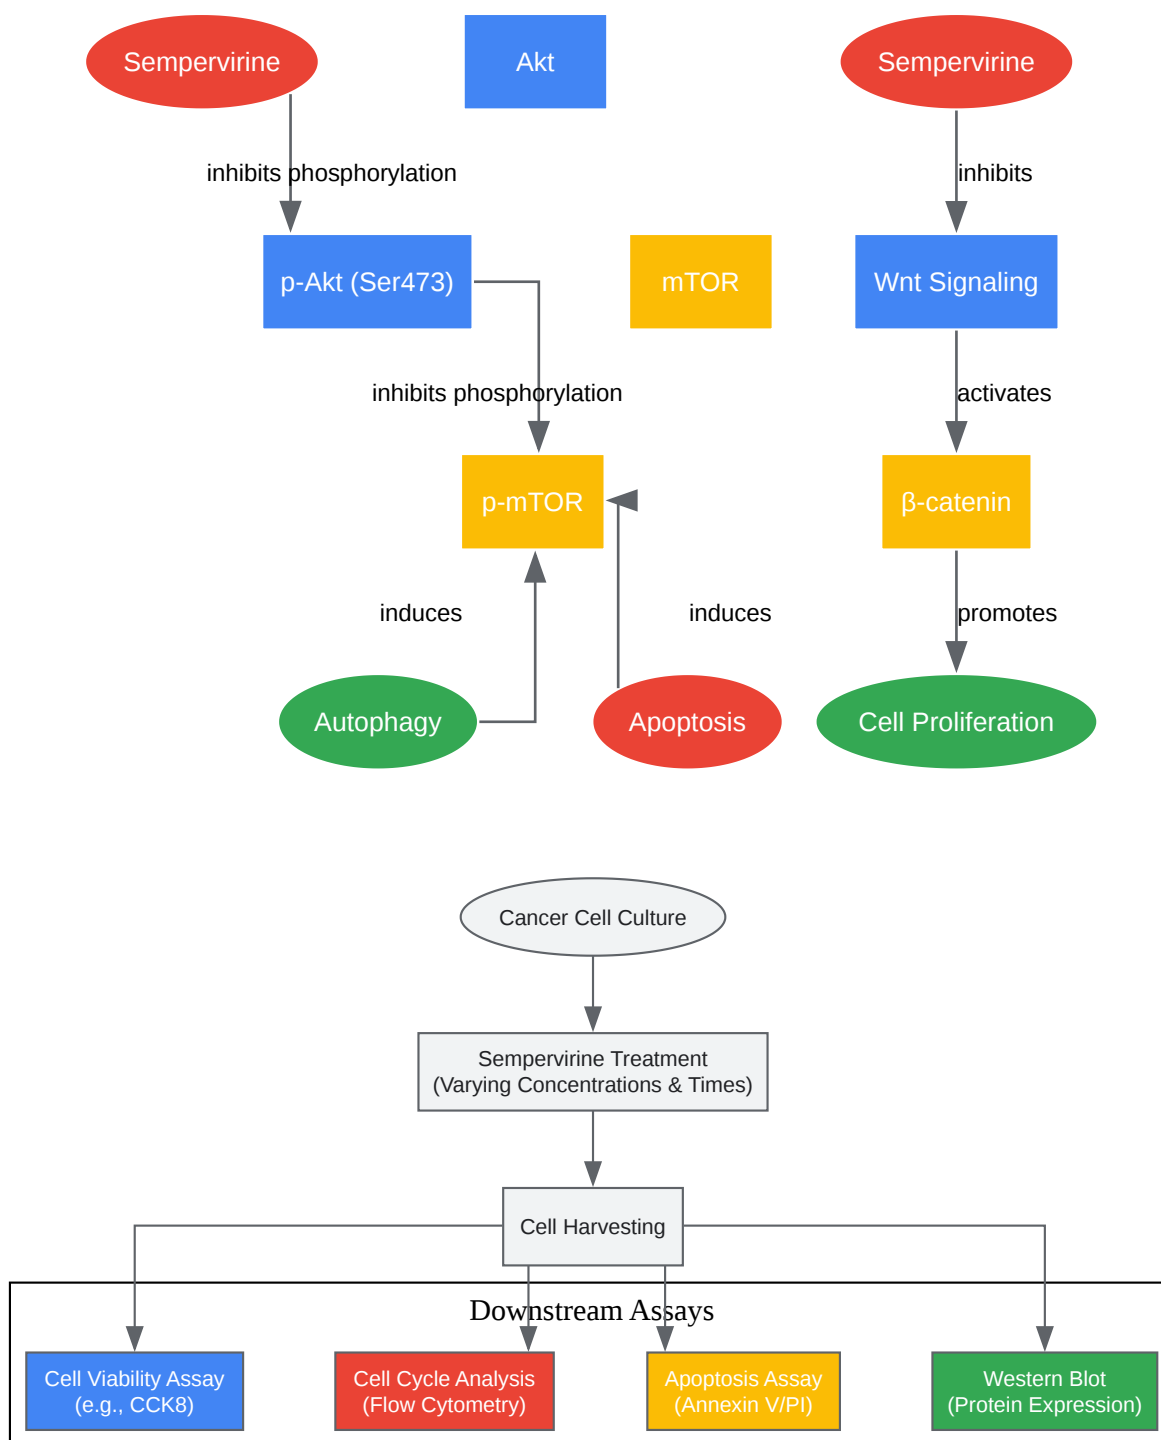 Sempervirine
Akt
Sempervirine
inhibits phosphorylation
inhibits
p-Akt (Ser473)
mTOR
Wnt Signaling
inhibits phosphorylation
activates
p-mTOR
β-catenin
induces
induces
promotes
Autophagy
Apoptosis
Cell Proliferation
Cancer Cell Culture
Sempervirine Treatment
(Varying Concentrations & Times)
Cell Harvesting
Downstream Assays
Cell Viability Assay
(e.g., CCK8)
Cell Cycle Analysis
(Flow Cytometry)
Apoptosis Assay
(Annexin V/PI)
Western Blot
(Protein Expression)